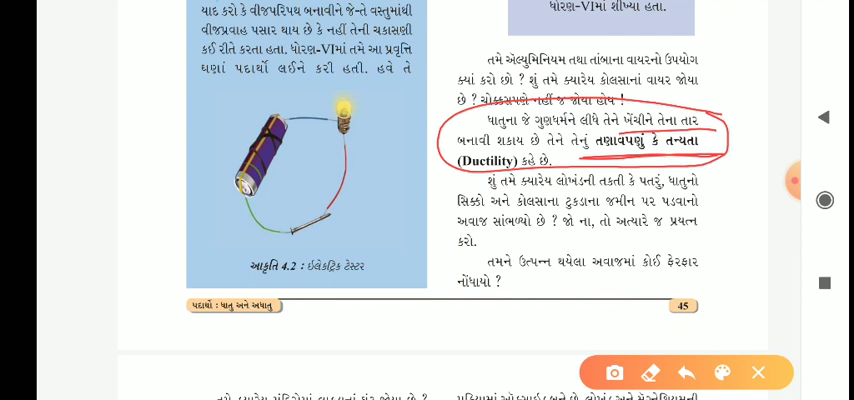 યાદ કરો કે વીજપરિપથ બનાવીને જે-તે વસ્તુમાંથી
વીજપ્રવાહ પસાર થાય છે કે નહીં તેની ચકાસણી
કઈ રીતે કરતા હતા. ધોરણ-VIમાં તમે આ પ્રવૃત્તિ
ઘણાં પદાર્થો લઈને કરી હતી. હવે તે
આકૃતિ 4.2 : ઇલેક્ટ્રિક ટેસ્ટર
ધોરણ-VIમાં શીખ્યા હતા.
તમે ઍલ્યુમિનિયમ તથા તાંબાના વાયરનો ઉપયોગ
ક્યાં કરો છો ? શું તમે ક્યારેય કોલસાનાં વાયર જોયા
છે ? ચોક્કસપણે નહીં જ જોયા હોય !
ધાતુના જે ગુણધર્મને લીધે તેને ખેંચીને તેના તાર
બનાવી શકાય છે તેને તેનું તણાવપણું કે તન્યતા
(Ductility) કહે છે.
શું તમે ક્યારેય લોખંડની તકતી કે પતરું, ધાતુનો
સિક્કો અને કોલસાના ટુકડાના જમીન પર પડવાનો
અવાજ સાંભળ્યો છે ? જો ના, તો અત્યારે જ પ્રયત્ન
કરો.
તમને ઉત્પન્ન થયેલા અવાજમાં કોઈ ફેરફાર
નોંધાયો ?
પદાર્થો : ધાતુ અને અધાતુ
45